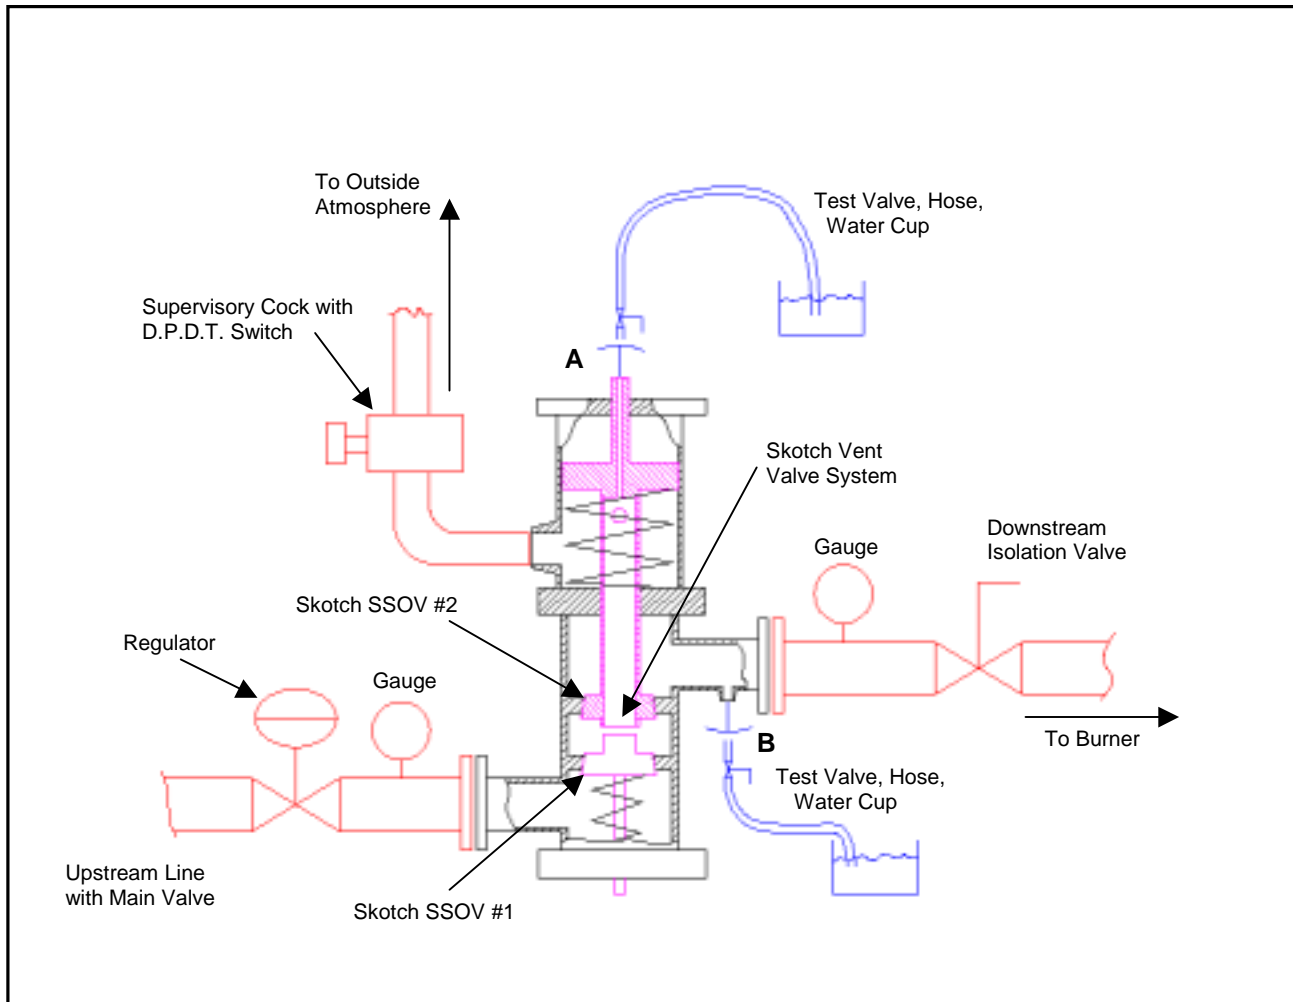 To Outside
Atmosphere
Test Valve, Hose,
Water Cup
Supervisory Cock with
D.P.D.T. Switch
A
Skotch Vent
Valve System
Downstream
Isolation Valve
Gauge
Skotch SSOV #2
Regulator
Gauge
B
To Burner
Test Valve, Hose,
Water Cup
Upstream Line
with Main Valve
Skotch SSOV #1